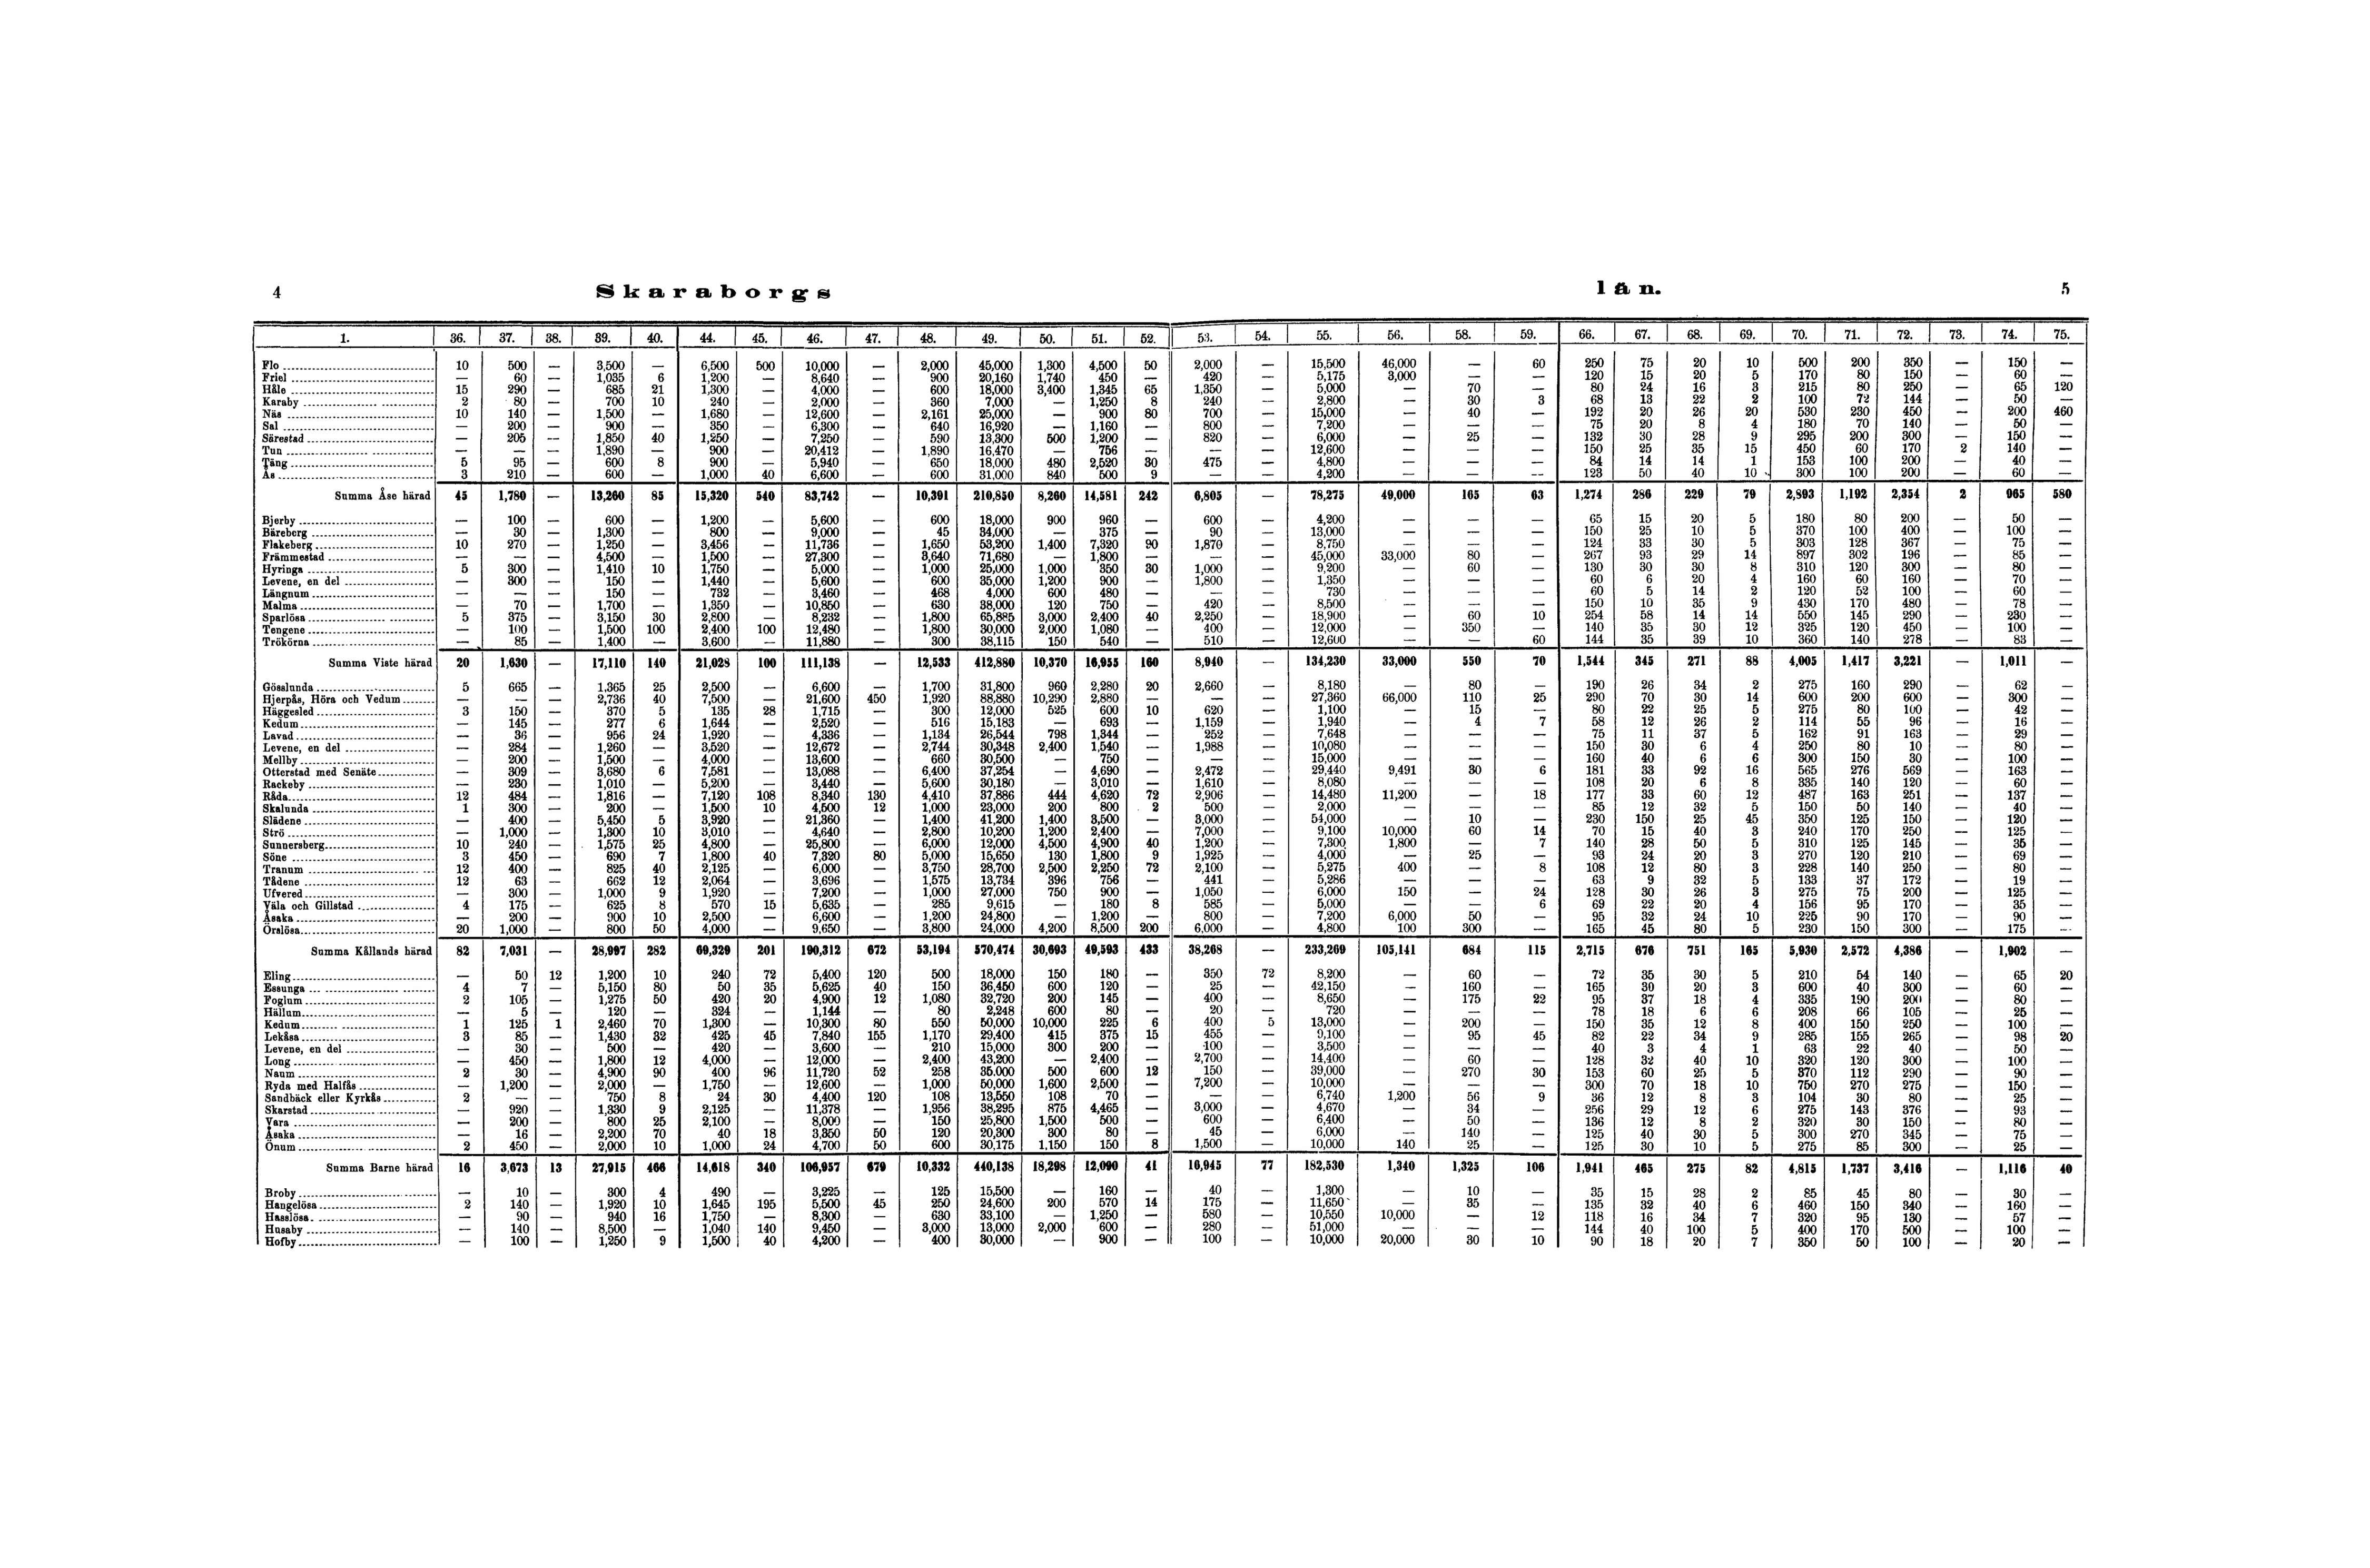 4 Skaraborgs län. 5
1. 36. 37. 38. 39. 40. 44. 45. 46. 47. 48. 49. 50. 51. 52. 53. 54. 55. 56. 58. 59. 66. 67. 68. 69. 70. 71. 72. 73. 74. 75.
Flo 10 500 — 3,500 — 6,500 500 10,000 — 2,000 45,000 1,300 4,500 50 2,000 — 15,500 46,000 — 60 250 75 20 10 500 200 350 — 150 —
Friel — 60 — 1,035 6 1,200 — 8,640 — 900 20,160 1,740 450 — 420 — 5,175 3,000 — — 120 15 20 5 170 80 150 — 60 —
Håle 15 290 — 685 21 1,300 — 4,000 — 600 18,000 3,400 1,345 65 1,350 — 5,000 — 70 — 80 24 16 3 215 80 250 — 65 120
Karaby 2 80 — 700 10 240 — 2,000 — 360 7,000 — 1,250 8 240 — 2,800 — 30 3 68 13 22 2 100 72 144 — 50 —
Näs 10 140 — 1,500 — 1,680 — 12,600 — 2,161 25,000 — 900 80 700 — 15,000 — 40 — 192 20 26 20 530 230 450 — 200 460
Sal — 200 — 900 — 350 — 6,300 — 640 16,920 — 1,160 — 800 — 7,200 — — — 75 20 8 4 180 70 140 — 50 —
Särestad — 205 — 1,850 40 1,250 — 7,250 — 590 13,300 500 1,200 — 820 — 6,000 — 25 — 132 30 28 9 295 200 300 — 150 —
Tun — — — 1,890 — 900 — 20,412 — 1,890 16,470 — 756 — — — 12,600 — — — 150 25 35 15 450 60 170 2 140 —
Täng 5 95 — 600 8 900 — 5,940 — 650 18,000 480 2,520 30 475 — 4,800 — — — 84 14 14 1 153 100 200 — 40 —
Ås 3 210 — 600 — 1,000 40 6,600 — 600 31,000 840 500 9 — — 4,200 — — — 123 50 40 10 300 100 200 — 60 —
Summa Åse härad 45 1,780 — 13,260 85 15,320 540 83,742 — 10,391 210,850 8,260 14,581 242 6,805 — 78,275 49,000 165 63 1,274 286 229 79 2,893 1,192 2,354 2 965 580
Bjerby — 100 — 600 — 1,200 — 5,600 — 600 18,000 900 960 — 600 — 4,200 — — — 65 15 20 5 180 80 200 — 50 —
Bäreberg — 30 — 1,300 — 800 — 9,000 — 45 34,000 — 375 — 90 — 13,000 — — — 150 25 10 5 370 100 400 — 100 —
Flakeberg 10 270 — 1,250 — 3,456 — 11,736 — 1,650 53,200 1,400 7,320 90 1,870 — 8,750 — — — 124 33 30 5 303 128 367 — 75 —
Främmestad — — — 4,500 — 1,500 — 27,300 — 3,640 71,680 — 1,800 — — — 45,000 33,000 80 — 267 93 29 14 897 302 196 — 85 —
Hyringa 5 300 — 1,410 10 1,750 — 5,000 — 1,000 25,000 1,000 350 30 1,000 — 9,200 — 60 — 130 30 30 8 310 120 300 — 80 —
Levene, en del — 300 — 150 — 1,440 — 5,600 — 600 35,000 1,200 900 — 1,800 — 1,350 — — — 60 6 20 4 160 60 160 — 70 —
Längnum — — — 150 — 732 — 3,460 — 468 4,000 600 480 — — — 730 — — — 60 5 14 2 120 52 100 — 60 —
Malma — 70 — 1,700 — 1,350 — 10,850 — 630 38,000 120 750 — 420 — 8,500 — — — 150 10 35 9 430 170 480 — 78 —
Sparlösa 5 375 — 3,150 30 2,800 — 8,232 — 1,800 65,885 3,000 2,400 40 2,250 — 18,900 — 60 10 254 58 14 14 550 145 290 — 230 —
Tengene — 100 — 1,500 100 2,400 100 12,480 — 1,800 30,000 2,000 1,080 — 400 — 12,000 — 350 — 140 35 30 12 325 120 450 — 100 —
Trökörna — 85 — 1,400 — 3,600 — 11,880 — 300 38,115 150 540 — 510 — 12,600 — — 60 144 35 39 10 360 140 278 — 83 —
Summa Viste härad 20 1,630 — 17,110 140 21,028 100 111,138 — 12,533 412,880 10,370 16,955 160 8,940 — 134,230 33,000 550 70 1,544 345 271 88 4,005 1,417 3,221 — 1,011 —
Gösslunda 5 665 — 1,365 25 2,500 — 6,600 — 1,700 31,800 960 2,280 20 2,660 — 8,180 — 80 — 190 26 34 2 275 160 290 — 62 —
Hjerpås, Höra och Vedum — — — 2,736 40 7,500 — 21,600 450 1,920 88,880 10,290 2,880 — — — 27,360 66,000 110 25 290 70 30 14 600 200 600 — 300 —
Häggesled 3 150 — 370 5 135 28 1,715 — 300 12,000 525 600 10 620 — 1,100 — 15 — 80 22 25 5 275 80 100 — 42 —
Kedum — 145 — 277 6 1,644 — 2,520 — 516 15,183 — 693 — 1,159 — 1,940 — 4 7 58 12 26 2 114 55 96 — 16 —
Lavad — 36 — 956 24 1,920 — 4,336 — 1,134 26,544 798 1,344 — 252 — 7,648 — — — 75 11 37 5 162 91 163 — 29 —
Levene, en del — 284 — 1,260 — 3,520 — 12,672 — 2,744 30,348 2,400 1,540 — 1,988 — 10,080 — — — 150 30 6 4 250 80 10 — 80 —
Mellby — 200 — 1,500 — 4,000 — 13,600 — 660 30,500 — 750 — — — 15,000 — — — 160 40 6 6 300 150 30 — 100 —
Otterstad med Senäte — 309 — 3,680 6 7,581 — 13,088 — 6,400 37,254 — 4,690 — 2,472 — 29,440 9,491 30 6 181 33 92 16 565 276 569 — 163 —
Rackeby — 230 — 1,010 — 5,200 — 3,440 — 5,600 30,180 — 3,010 — 1,610 — 8,080 — — — 108 20 6 8 335 140 120 — 60 —
Råda 12 484 — 1,816 — 7,120 108 8,340 130 4,410 37,886 444 4,620 72 2,906 — 14,480 11,200 — 18 177 33 60 12 487 163 251 — 137 —
Skalunda 1 300 — 200 — 1,500 10 4,500 12 1,000 23,000 200 800 2 500 — 2,000 — — — 85 12 32 5 150 50 140 — 40 —
Slädene — 400 — 5,450 5 3,920 — 21,360 — 1,400 41,200 1,400 3,500 — 3,000 — 54,000 — 10 — 230 150 25 45 350 125 150 — 120 —
Strö — 1,000 — 1,300 10 3,010 — 4,640 — 2,800 10,200 1,200 2,400 — 7,000 — 9,100 10,000 60 14 70 15 40 3 240 170 250 — 125 —
Sunnersberg 10 240 — 1,575 25 4,800 — 25,800 — 6,000 12,000 4,500 4,900 40 1,200 — 7,300 1,800 — 7 140 28 50 5 310 125 145 — 35 —
Söne 3 450 — 690 7 1,800 40 7,320 80 5,000 15,650 130 1,800 9 1,925 — 4,000 — 25 — 93 24 20 3 270 120 210 — 69 —
Tranum 12 400 — 825 40 2,125 — 6,000 — 3,750 28,700 2,500 2,250 72 2,100 — 5,275 400 — 8 108 12 80 3 228 140 250 — 80 —
Tådene 12 63 — 662 12 2,064 — 3,696 — 1,575 13,734 396 756 — 441 — 5,286 — — — 63 9 32 5 133 37 172 — 19 —
Ufvered — 300 — 1,000 9 1,920 — 7,200 — 1,000 27,000 750 900 — 1,050 — 6,000 150 — 24 128 30 26 3 275 75 200 — 125 —
Väla och Gillstad 4 175 — 625 8 570 15 5,635 — 285 9,615 — 180 8 585 — 5,000 — — 6 69 22 20 4 156 95 170 — 35 —
Åsaka — 200 — 900 10 2,500 — 6,600 — 1,200 24,800 — 1,200 — 800 — 7,200 6,000 50 — 95 32 24 10 225 90 170 — 90 —
Örslösa 20 1,000 — 800 50 4,000 — 9,650 — 3,800 24,000 4,200 8,500 200 6,000 — 4,800 100 300 — 165 45 80 5 230 150 300 — 175 —
Summa Kållands härad 82 7,031 — 28,997 282 69,329 201 190,312 672 53,194 570,474 30,693 49,593 433 38,268 — 233,269 105,141 684 115 2,715 676 751 165 5,930 2,572 4,386 — 1,902 —
Eling — 50 12 1,200 10 240 72 5,400 120 500 18,000 150 180 — 350 72 8,200 — 60 — 72 35 30 5 210 54 140 — 65 20
Essunga 4 7 — 5,150 80 50 35 5,625 40 150 36,450 600 120 — 25 — 42,150 — 160 — 165 30 20 3 600 40 300 — 60 —
Foglum 2 105 — 1,275 50 420 20 4,900 12 1,080 32,720 200 145 — 400 — 8,650 — 175 22 95 37 18 4 335 190 200 — 80 —
Hällum — 5 — 120 — 324 — 1,144 — 80 2,248 600 80 — 20 — 720 — — — 78 18 6 6 208 66 105 — 25 —
Kedum 1 125 1 2,460 70 1,300 — 10,300 80 550 50,000 10,000 225 6 400 5 13,000 — 200 — 150 35 12 8 400 150 250 — 100 —
Lekåsa 3 85 — 1,430 32 425 45 7,840 155 1,170 29,400 415 375 15 455 — 9,100 — 95 45 82 22 34 9 285 155 265 — 98 20
Levene, en del — 30 — 500 — 420 — 3,600 — 210 15,000 300 200 — 100 — 3,500 — — — 40 3 4 1 63 22 40 — 50 —
Long — 450 — 1,800 12 4,000 — 12,000 — 2,400 43,200 — 2,400 — 2,700 — 14,400 — 60 — 128 32 40 10 320 120 300 — 100 —
Naum 2 30 — 4,900 90 400 96 11,720 52 258 35,000 500 600 12 150 — 39,000 — 270 30 153 60 25 5 370 112 290 — 90 —
Ryda med Halfås — 1,200 — 2,000 — 1,750 — 12,600 — 1,000 50,000 1,600 2,500 — 7,200 — 10,000 — — — 300 70 18 10 750 270 275 — 150 —
Sandbäck eller Kyrkås 2 — — 750 8 24 30 4,400 120 108 13,550 108 70 — — — 6,740 1,200 56 9 36 12 8 3 104 30 80 — 25 —
Skarstad — 920 — 1,330 9 2,125 — 11,378 — 1,956 38,295 875 4,465 — 3,000 — 4,670 — 34 — 256 29 12 6 275 143 376 — 93 —
Vara — 200 — 800 25 2,100 — 8,000 — 150 25,800 1,500 500 — 600 — 6,400 — 50 — 136 12 8 2 320 30 150 — 80 —
Åsaka — 16 — 2,200 70 40 18 3,350 50 120 20,300 300 80 — 45 — 6,000 — 140 — 125 40 30 5 300 270 345 — 75 —
Önum 2 450 — 2,000 10 1,000 24 4,700 50 600 30,175 1,150 150 8 1,500 — 10,000 140 25 — 125 30 10 5 275 85 300 — 25 —
Summa Barne härad 16 3,673 13 27,915 466 14,618 340 106,957 679 10,332 440,138 18,298 12,090 41 16,945 77 182,530 1,340 1,325 106 1,941 465 275 82 4,815 1,737 3,416 — 1,116 40
Broby — 10 — 300 4 490 — 3,225 — 125 15,500 — 160 — 40 — 1,300 — 10 — 35 15 28 2 85 45 80 — 30 —
Hangelösa 2 140 — 1,920 10 1,645 195 5,500 45 250 24,600 200 570 14 175 — 11,650 — 35 — 135 32 40 6 460 150 340 — 160 —
Hasslösa. — 90 — 940 16 1,750 — 8,300 — 630 33,100 — 1,250 — 580 — 10,550 10,000 — 12 118 16 34 7 320 95 130 — 57 —
Husaby — 140 — 8,500 — 1,040 140 9,450 — 3,000 13,000 2,000 600 — 280 — 51,000 — — — 144 40 100 5 400 170 500 — 100 —
Hofby — 100 — 1,250 9 1,500 40 4,200 — 400 30,000 — 900 — 100 — 10,000 20,000 30 10 90 18 20 7 350 50 100 — 20 —